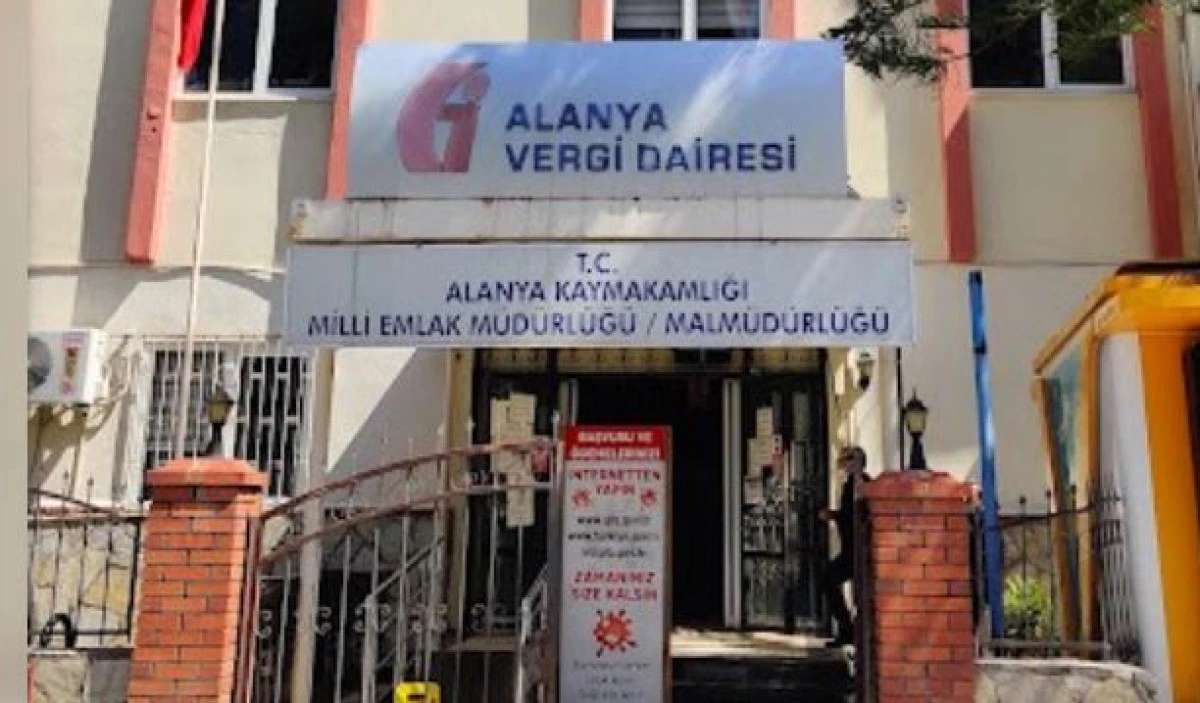 ALANYA
VERGİ DAİRESİ
T.C.
ALANYA KAYMAKAMLIĞI
MİLLİ EMLAK MÜDÜRLÜĞÜ / MALMÜDÜRLÜĞÜ
BAŞVURU VE
ÖDEMELERİNİZİ
İNTERNETTEN
YAPIN
ZAMANINIZ
SİZE KALSIN